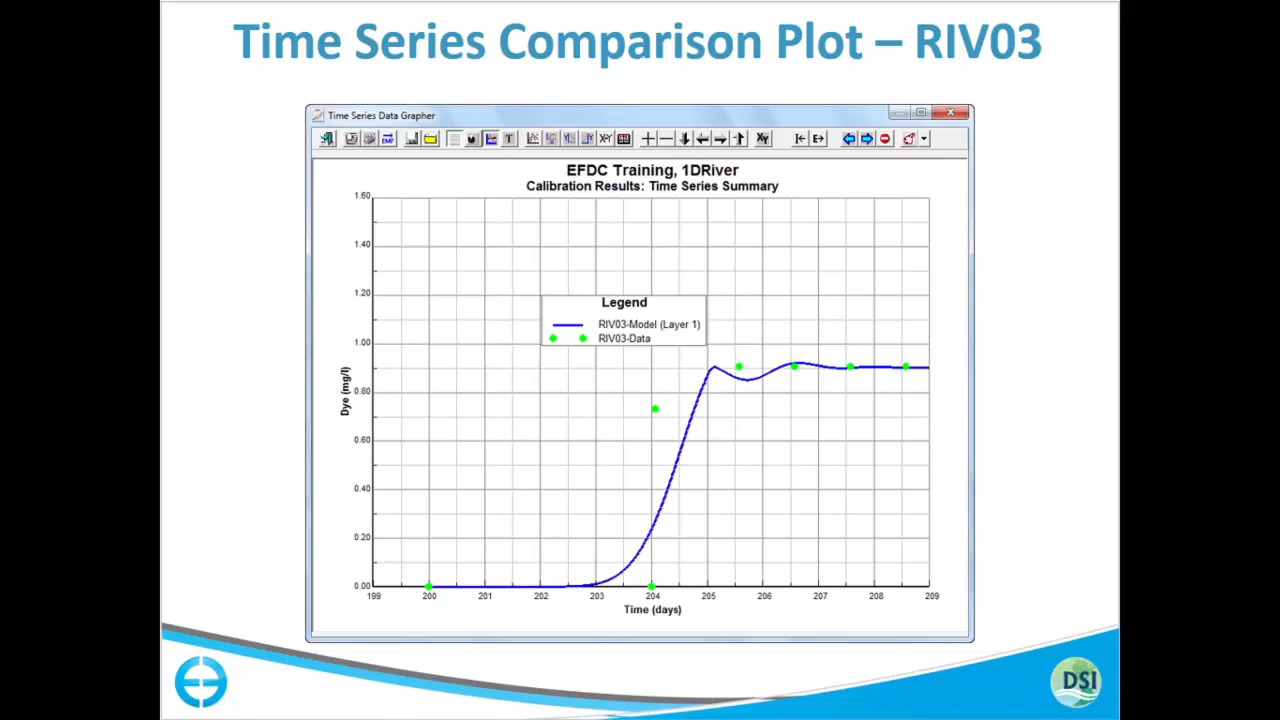 Time Series Comparison Plot – RIV03
Time Series Data Grapher
EFDC Training, 1DRiver
Calibration Results: Time Series Summary
1.60
1.40
1.20
1.00
0.80
0.60
0.40
0.20
0.00
Dye (mg/l)
Legend
RIV03-Model (Layer 1)
RIV03-Data
199 200 201 202 203 204 205 206 207 208 209
Time (days)
DSI